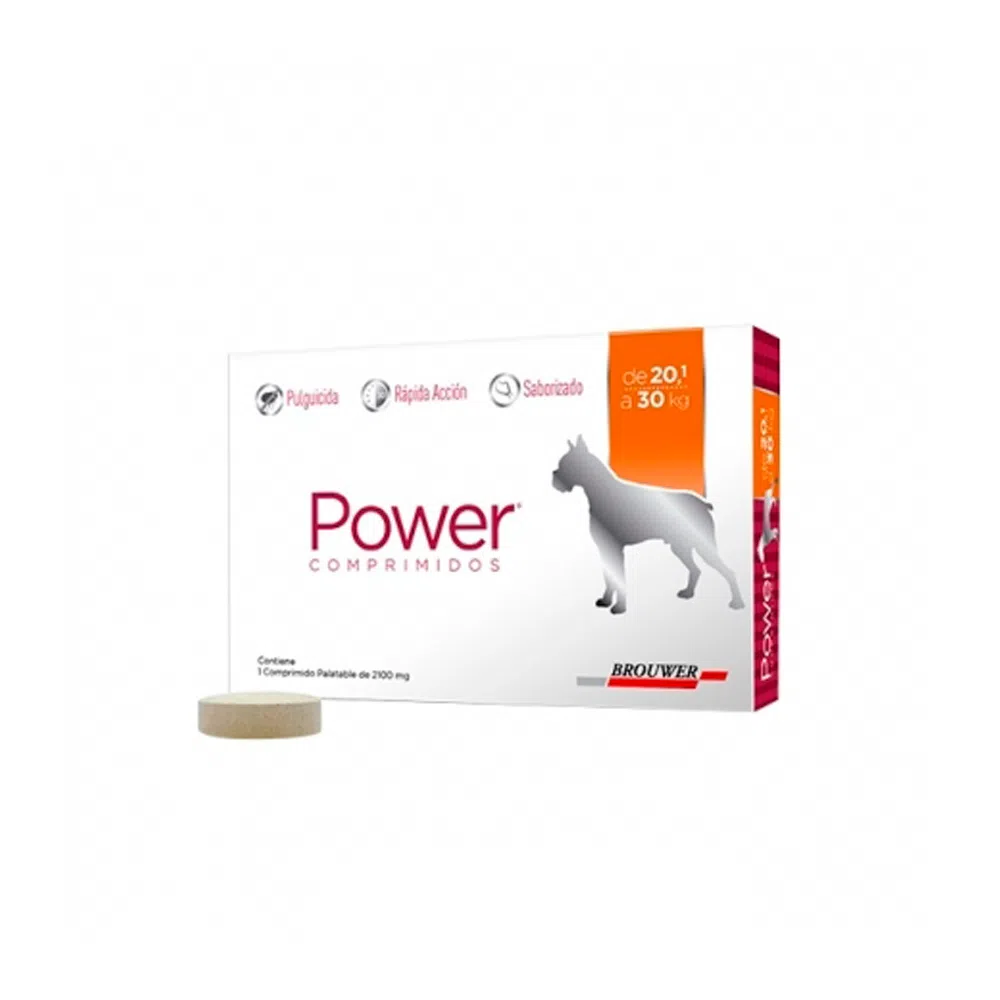 Pulguicida
Rápida Acción
Saborizado
de 20,1
a 30 kg
Power®
COMPRIMIDOS
Contiene
1 Comprimido Palatable de 2100 mg
BROUWER
Power